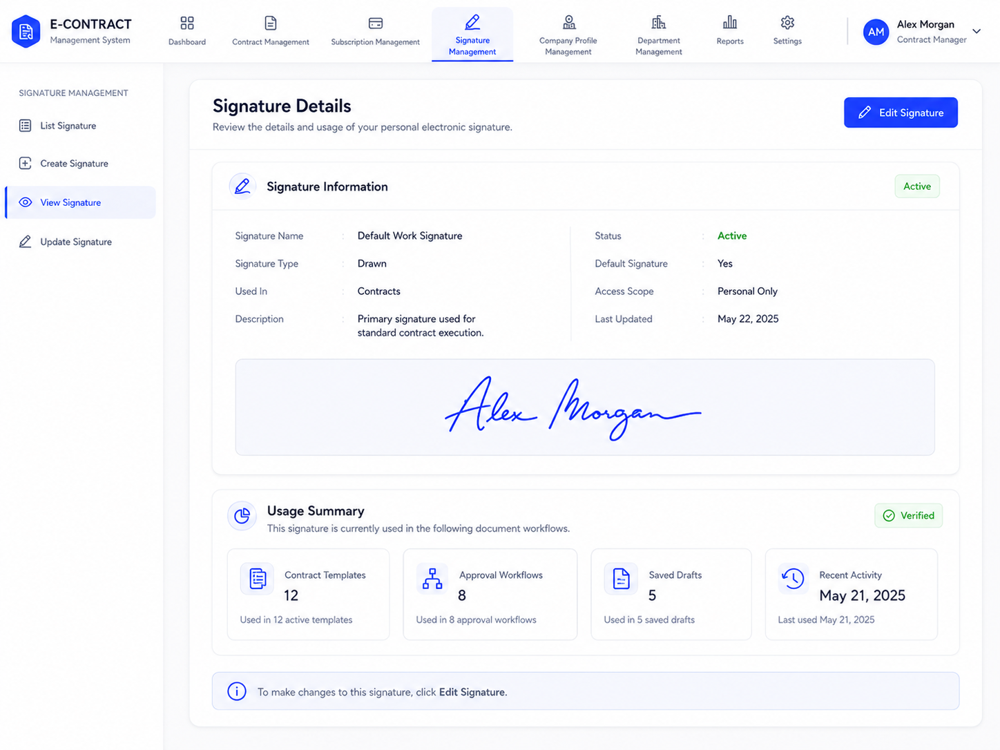 E-CONTRACT
Management System
Dashboard
Contract Management
Subscription Management
Signature
Management
Company Profile
Management
Department
Management
Reports
Settings
AM
Alex Morgan
Contract Manager
SIGNATURE MANAGEMENT
List Signature
Create Signature
View Signature
Update Signature
Signature Details
Review the details and usage of your personal electronic signature.
Edit Signature
Signature Information
Active
Signature Name : Default Work Signature
Signature Type : Drawn
Used In : Contracts
Description : Primary signature used for
standard contract execution.
Status : Active
Default Signature : Yes
Access Scope : Personal Only
Last Updated : May 22, 2025
Alex Morgan
Usage Summary
This signature is currently used in the following document workflows.
Verified
Contract Templates
12
Used in 12 active templates
Approval Workflows
8
Used in 8 approval workflows
Saved Drafts
5
Used in 5 saved drafts
Recent Activity
May 21, 2025
Last used May 21, 2025
To make changes to this signature, click Edit Signature.